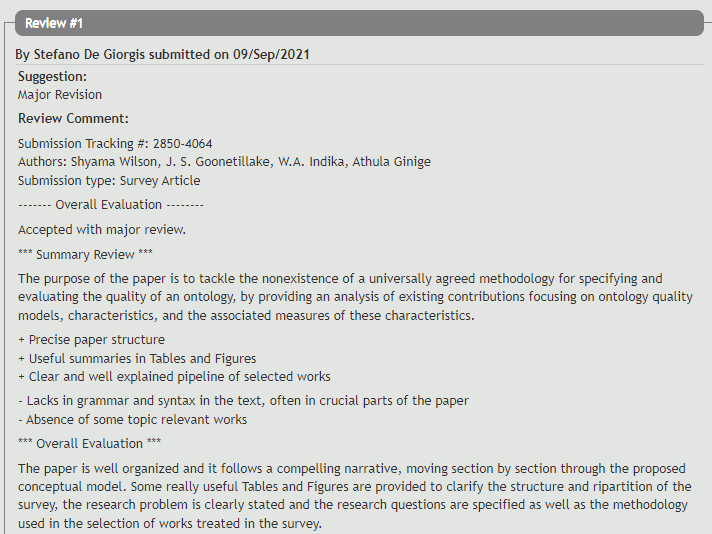 Review #1
By Stefano De Giorgis submitted on 09/Sep/2021
Suggestion:
Major Revision
Review Comment:
Submission Tracking #: 2850-4064
Authors: Shyama Wilson, J. S. Goonetillake, W.A. Indika, Athula Ginige
Submission type: Survey Article
------- Overall Evaluation --------
Accepted with major review.
*** Summary Review ***
The purpose of the paper is to tackle the nonexistence of a universally agreed methodology for specifying and
evaluating the quality of an ontology, by providing an analysis of existing contributions focusing on ontology quality
models, characteristics, and the associated measures of these characteristics.
+ Precise paper structure
+ Useful summaries in Tables and Figures
+ Clear and well explained pipeline of selected works
- Lacks in grammar and syntax in the text, often in crucial parts of the paper
- Absence of some topic relevant works
*** Overall Evaluation ***
The paper is well organized and it follows a compelling narrative, moving section by section through the proposed
conceptual model. Some really useful Tables and Figures are provided to clarify the structure and ripartition of the
survey, the research problem is clearly stated and the research questions are specified as well as the methodology
used in the selection of works treated in the survey.